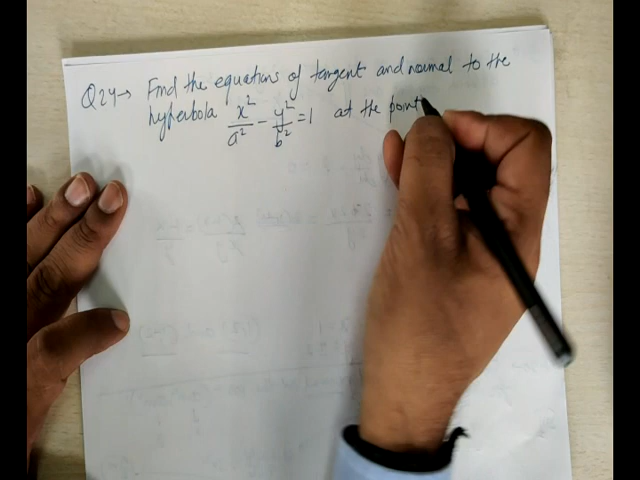 Q24→ Find the equations of tangent and normal to the
hyperbola x²/a² - y²/b² = 1 at the point